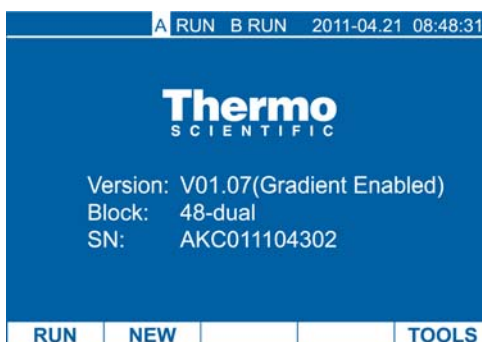 A RUN B RUN 2011-04.21 08:48:31
Thermo
SCIENTIFIC
Version: V01.07(Gradient Enabled)
Block: 48-dual
SN: AKC011104302
RUN NEW TOOLS